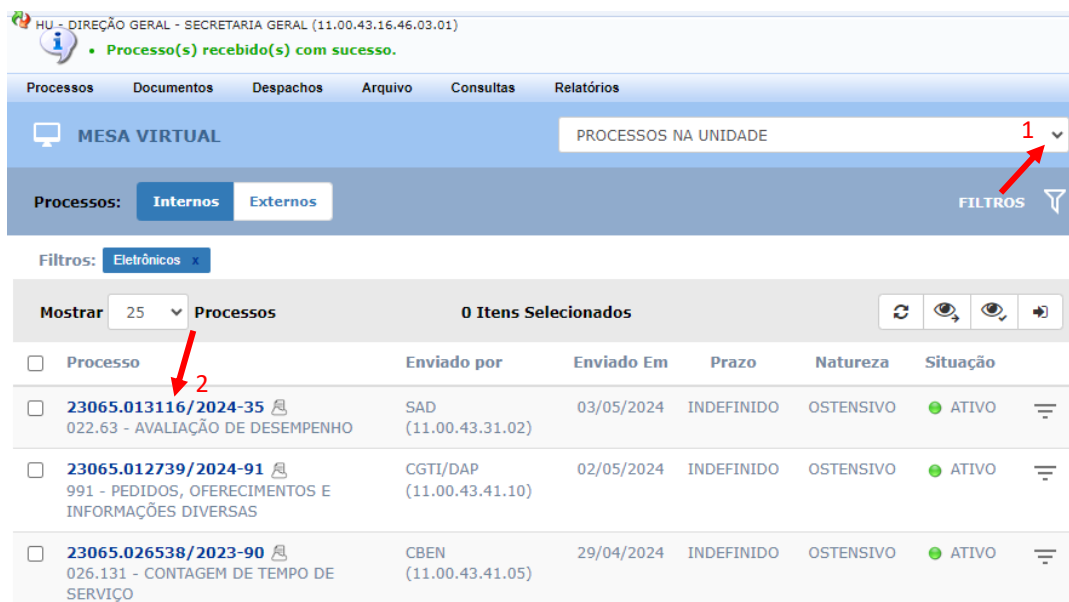 HU - DIREÇÃO GERAL - SECRETARIA GERAL (11.00.43.16.46.03.01)
• Processo(s) recebido(s) com sucesso.
Processos Documentos Despachos Arquivo Consultas Relatórios
MESA VIRTUAL PROCESSOS NA UNIDADE 1
Processos: Internos Externos FILTROS
Filtros: Eletrônicos x
Mostrar 25 Processos 0 Itens Selecionados
Processo Enviado por Enviado Em Prazo Natureza Situação
2
23065.013116/2024-35 SAD 03/05/2024 INDEFINIDO OSTENSIVO ATIVO
022.63 - AVALIAÇÃO DE DESEMPENHO (11.00.43.31.02)
23065.012739/2024-91 CGTI/DAP 02/05/2024 INDEFINIDO OSTENSIVO ATIVO
991 - PEDIDOS, OFERECIMENTOS E (11.00.43.41.10)
INFORMAÇÕES DIVERSAS
23065.026538/2023-90 CBEN 29/04/2024 INDEFINIDO OSTENSIVO ATIVO
026.131 - CONTAGEM DE TEMPO DE (11.00.43.41.05)
SERVIÇO